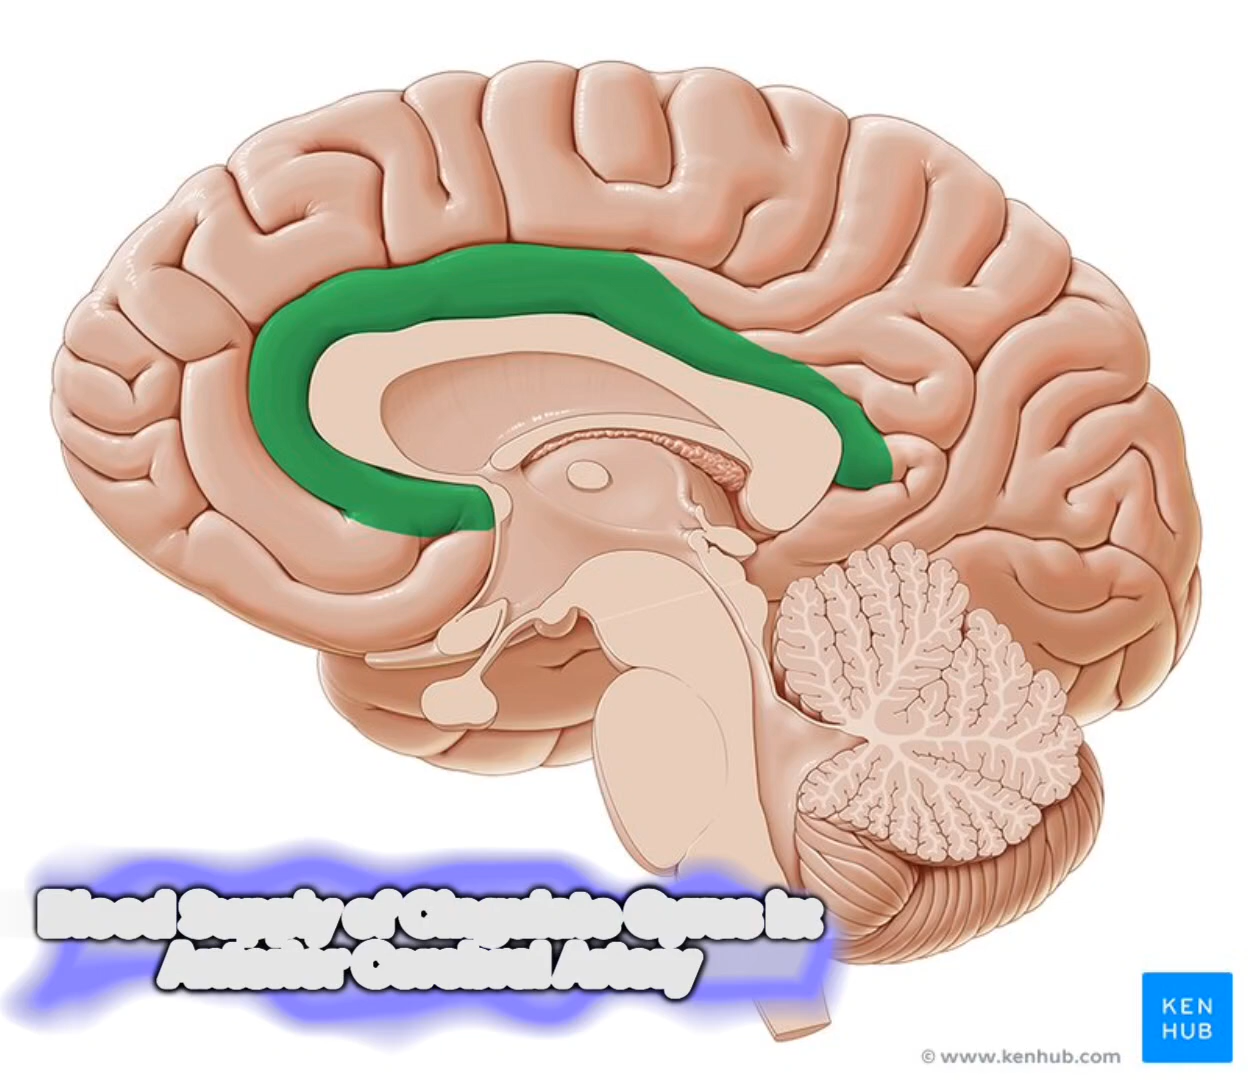 Blood Supply of Cingulate Gyrus is:
Anterior Cerebral Artery
KEN
HUB
© www.kenhub.com